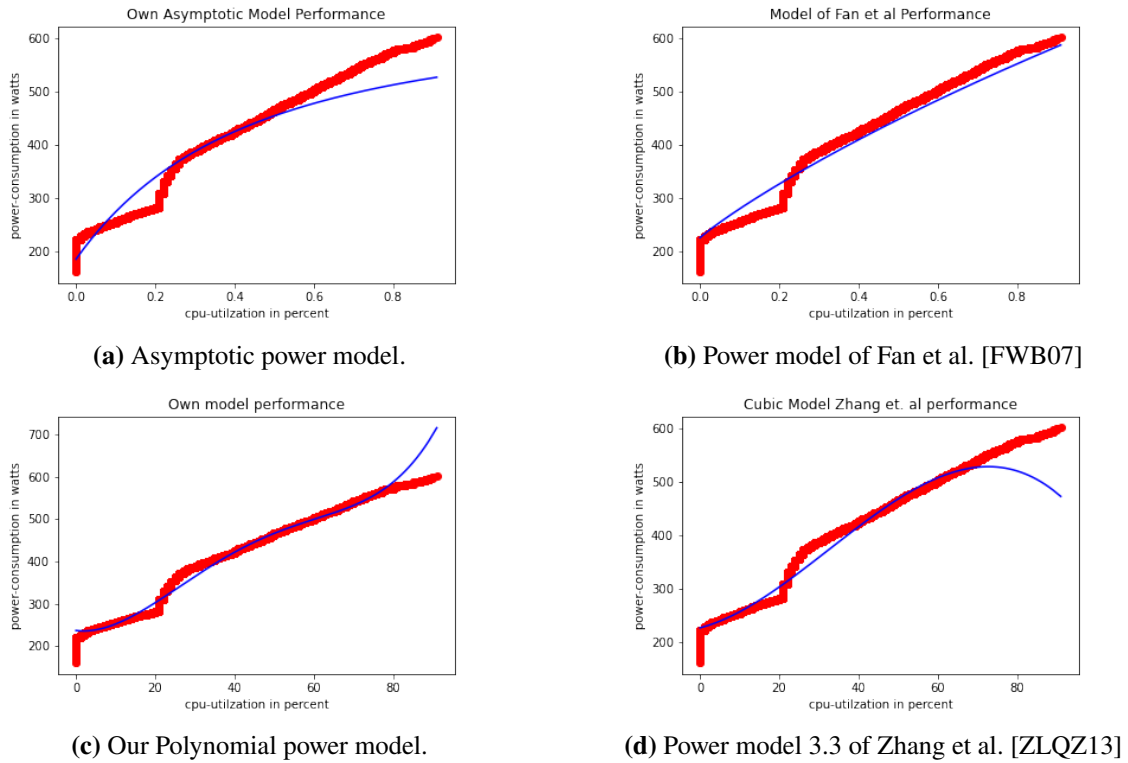 Own Asymptotic Model Performance
600
500
400
300
200
power-consumption in watts
0.0 0.2 0.4 0.6 0.8
cpu-utilzation in percent
(a) Asymptotic power model.
Model of Fan et al Performance
600
500
400
300
200
power-consumption in watts
0.0 0.2 0.4 0.6 0.8
cpu-utilzation in percent
(b) Power model of Fan et al. [FWB07]
Own model performance
700
600
500
400
300
200
power-consumption in watts
0 20 40 60 80
cpu-utilzation in percent
(c) Our Polynomial power model.
Cubic Model Zhang et. al performance
600
500
400
300
200
power-consumption in watts
0 20 40 60 80
cpu-utilzation in percent
(d) Power model 3.3 of Zhang et al. [ZLQZ13]